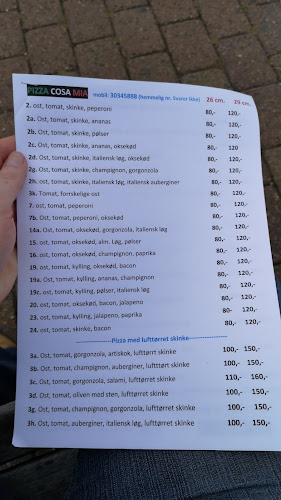 PIZZA COSA MIA mobil: 30345888 (hemmelig nr. Svarer Ikke) 26 cm. 29 cm.
2. ost, tomat, skinke, peperoni 80,- 120,-
2a. Ost, tomat, skinke, ananas 80,- 120,-
2b. Ost, tomat, skinke, pølser 80,- 120,-
2c. Ost, tomat, skinke, ananas, oksekød 80,- 120,-
2d. Ost, tomat, skinke, italiensk løg, oksekød 80,- 120,-
2g. Ost, tomat, skinke, champignon, gorgonzola 80,- 120,-
2h. ost, tomat, skinke, italiensk løg, italiensk auberginer 80,- 120,-
3k. Tomat, forrskelige ost 80,- 120,-
7. ost, tomat, peperoni 80,- 120,-
7b. Ost, tomat, peperoni, oksekød 80,- 120,-
14a. Ost, tomat, oksekød, gorgonzola, italiensk løg 80,- 120,-
15. ost, tomat, oksekød, alm. Løg, pølser 80,- 120,-
16. ost, tomat, oksekød, champignon, paprika 80,- 120,-
19. ost, tomat, kylling, oksekød, bacon 80,- 120,-
19a. Ost, tomat, kylling, ananas, champignon 80,- 120,-
19c. ost, tomat, kylling, pølser, italiensk løg 80,- 120,-
20. ost, tomat, oksekød, bacon, jalapeno 80,- 120,-
23. ost, tomat, kylling, jalapeno, paprika 80,- 120,-
24. ost, tomat, skinke, bacon 80,- 120,-
Pizza med lufttørret skinke
3a. Ost, tomat, gorgonzola, artiskok, lufttørrt skinke 100,- 150,-
3b. Ost, tomat, champignon, auberginer, lufttørrt skinke 100,- 150,-
3c. Ost, tomat, gorgonzola, salami, lufttørret skinke 110,- 160,-
3d. Ost, tomat, oliven med sten, lufttørret skinke 100,- 150,-
3g. Ost, tomat, champignon, gorgonzola, lufttørret skinke 100,- 150,-
3h. Ost, tomat, auberginer, italiensk løg, lufttørret skinke 100,- 150,-